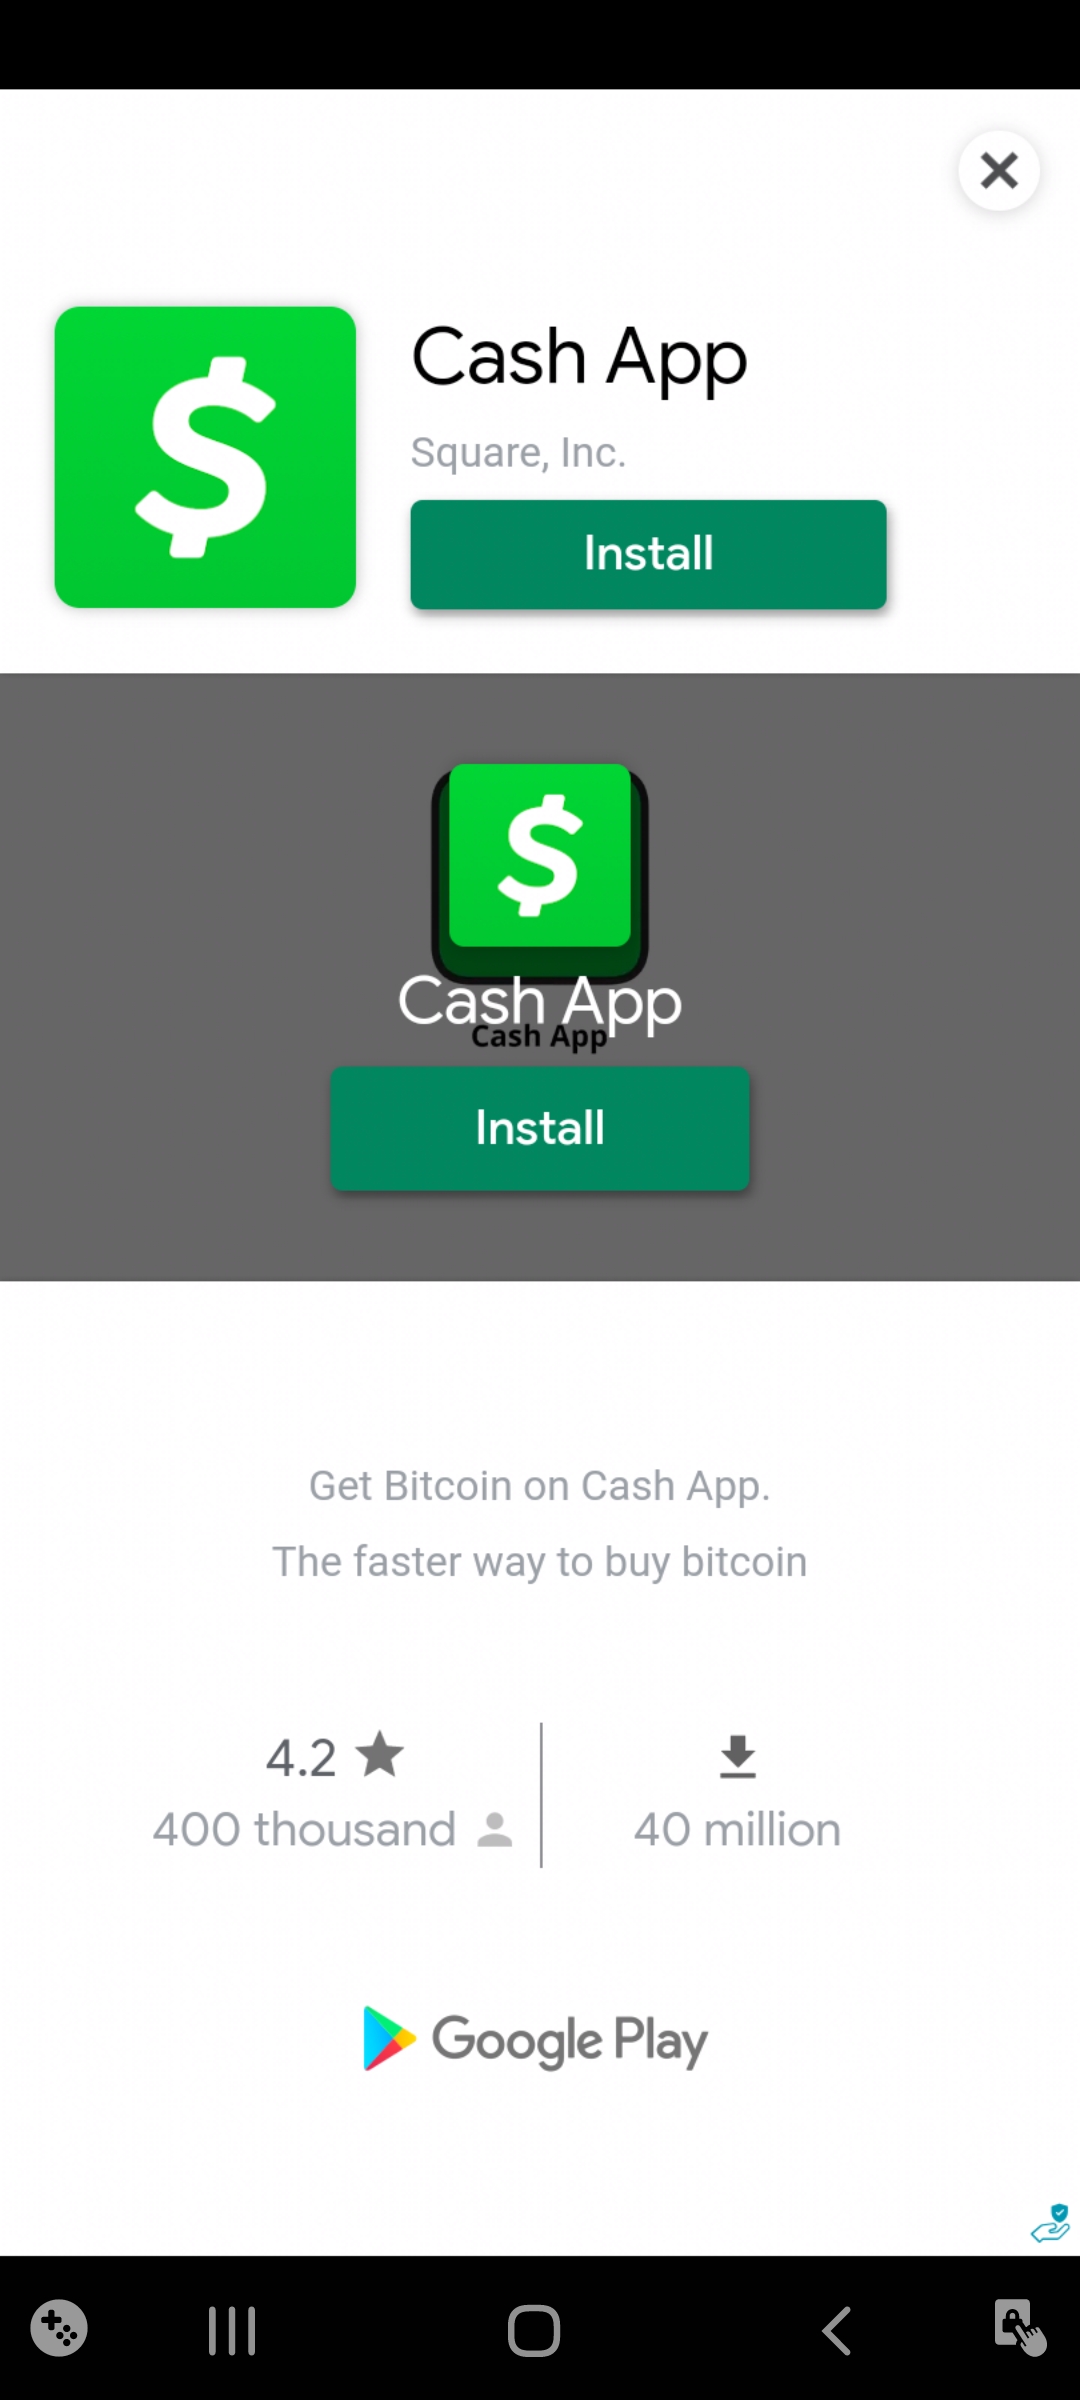 Cash App
Square, Inc.
Install
Cash App
Cash App
Install
Get Bitcoin on Cash App.
The faster way to buy bitcoin
4.2
400 thousand
40 million
Google Play